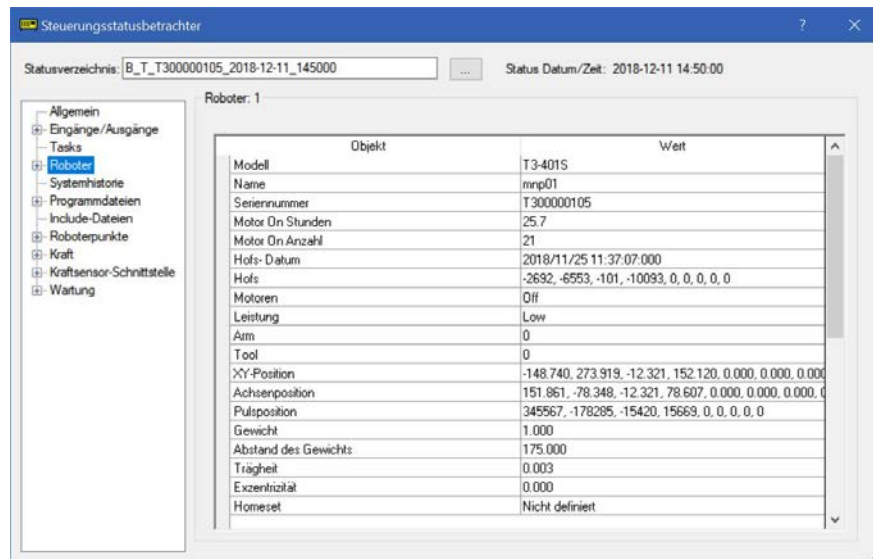 Steuerungsstatusbetrachter
Statusverzeichnis: B_T_T300000105_2018-12-11_145000 ... Status Datum/Zeit: 2018-12-11 14:50:00
Allgemein
Eingänge/Ausgänge
Tasks
Roboter
Systemhistorie
Programmdateien
Include-Dateien
Roboterpunkte
Kraft
Kraftsensor-Schnittstelle
Wartung
Roboter: 1
Objekt Wert
Modell T3-401S
Name mnp01
Seriennummer T300000105
Motor On Stunden 25.7
Motor On Anzahl 21
Hofs- Datum 2018/11/25 11:37:07:000
Hofs -2692, -6553, -101, -10093, 0, 0, 0, 0, 0
Motoren Off
Leistung Low
Arm 0
Tool 0
XY-Position -148.740, 273.919, -12.321, 152.120, 0.000, 0.000, 0.000
Achsenposition 151.861, -78.348, -12.321, 78.607, 0.000, 0.000, 0.000, 0
Pulsposition 345567, -178285, -15420, 15669, 0, 0, 0, 0, 0
Gewicht 1.000
Abstand des Gewichts 175.000
Trägheit 0.003
Exzentrizität 0.000
Homeset Nicht definiert